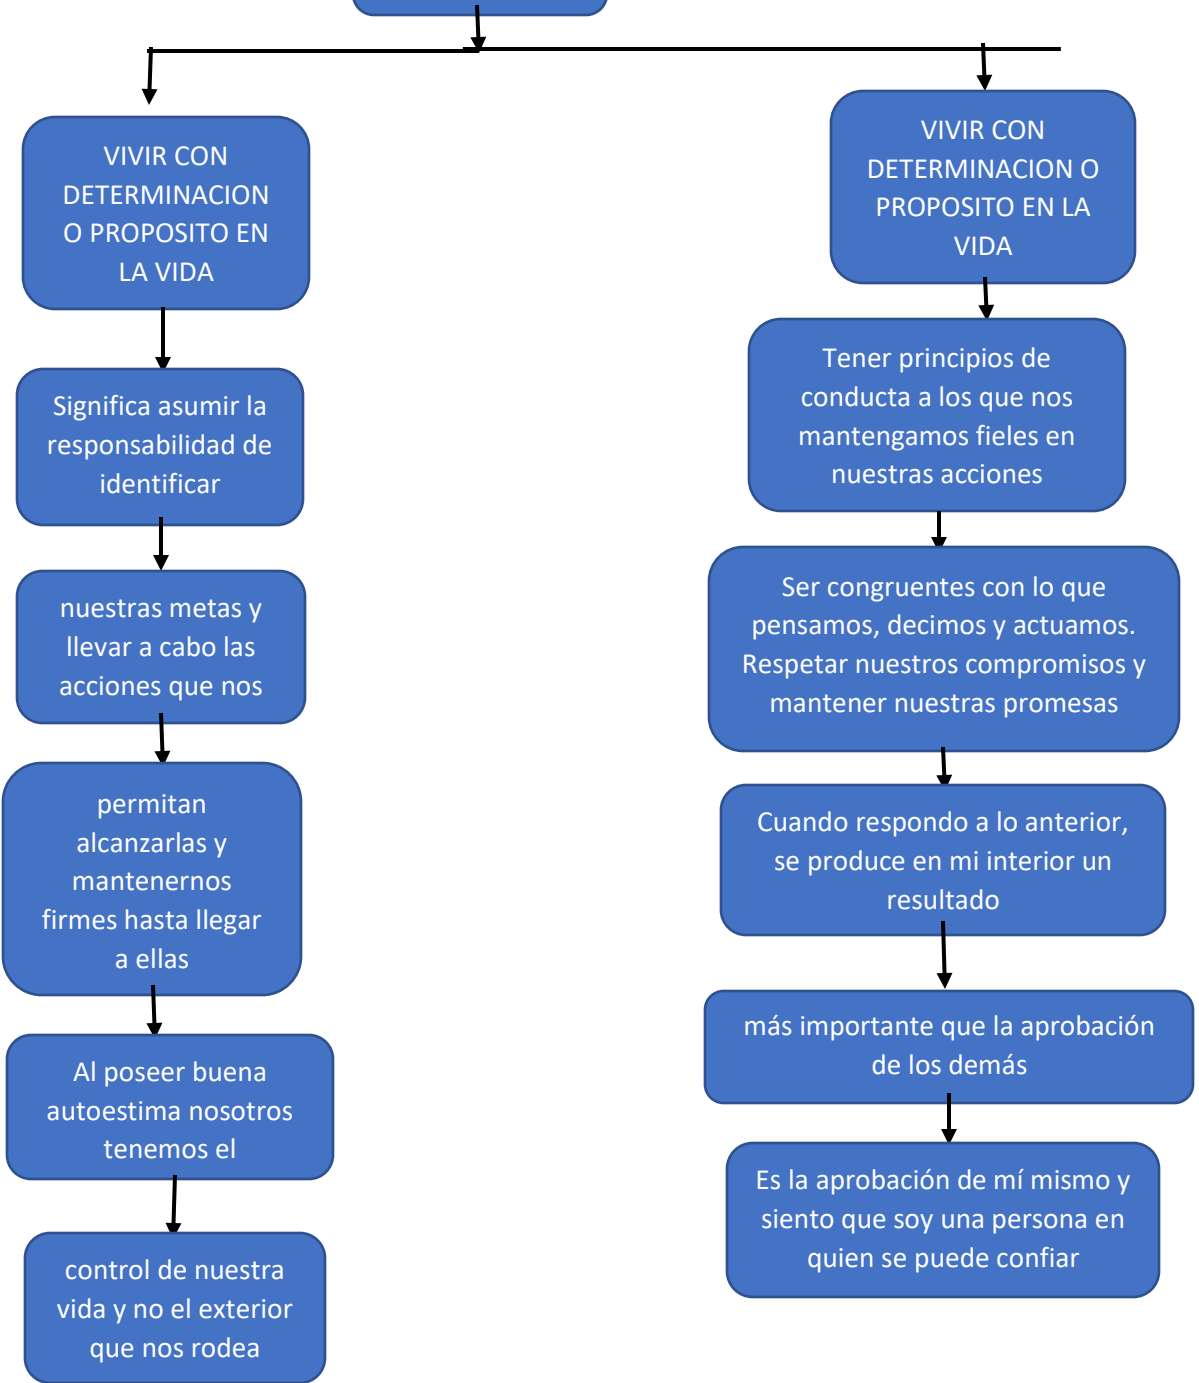 VIVIR CON
DETERMINACION
O PROPOSITO EN
LA VIDA
Significa asumir la
responsabilidad de
identificar
nuestras metas y
llevar a cabo las
acciones que nos
permitan
alcanzarlas y
mantenernos
firmes hasta llegar
a ellas
Al poseer buena
autoestima nosotros
tenemos el
control de nuestra
vida y no el exterior
que nos rodea
VIVIR CON
DETERMINACION O
PROPOSITO EN LA
VIDA
Tener principios de
conducta a los que nos
mantengamos fieles en
nuestras acciones
Ser congruentes con lo que
pensamos, decimos y actuamos.
Respetar nuestros compromisos y
mantener nuestras promesas
Cuando respondo a lo anterior,
se produce en mi interior un
resultado
más importante que la aprobación
de los demás
Es la aprobación de mí mismo y
siento que soy una persona en
quien se puede confiar